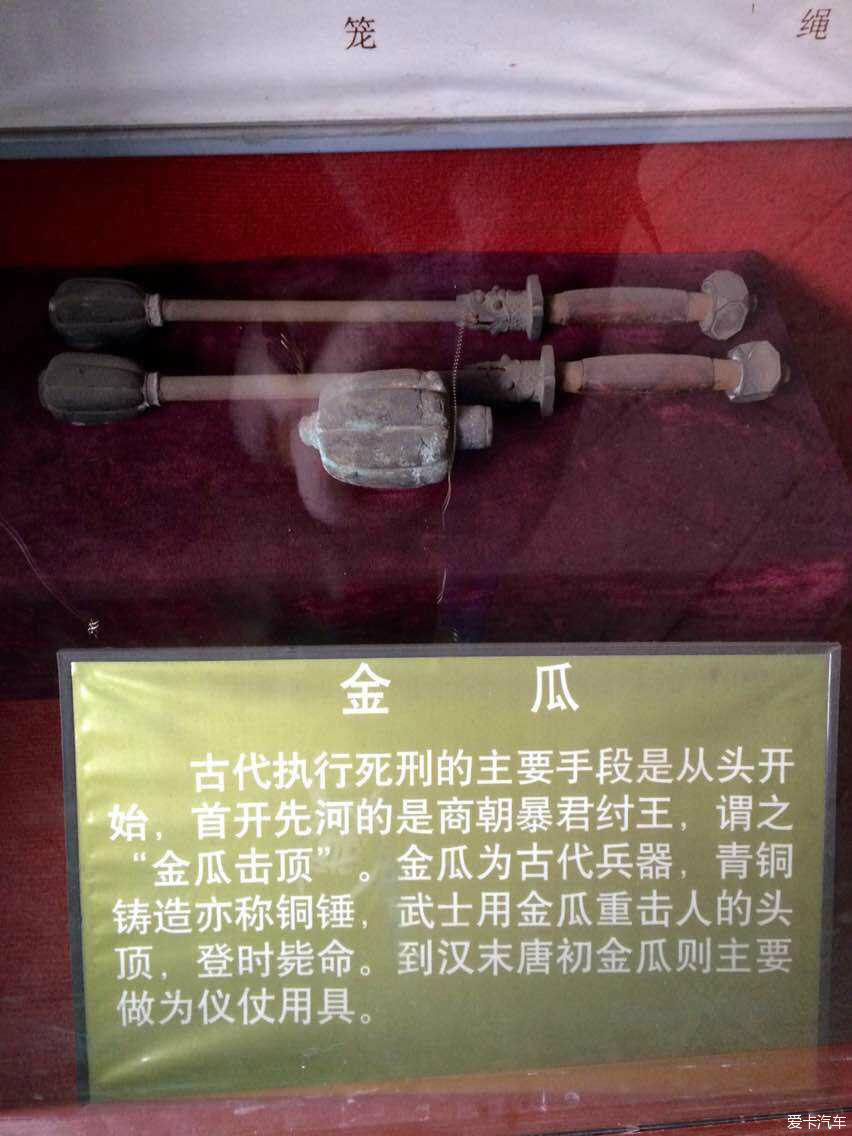 笼 绳
金 瓜
古代执行死刑的主要手段是从头开
始，首开先河的是商朝暴君纣王，谓之
“金瓜击顶”。金瓜为古代兵器，青铜
铸造亦称铜锤，武士用金瓜重击人的头
顶，登时毙命。到汉末唐初金瓜则主要
做为仪仗用具。
爱卡汽车